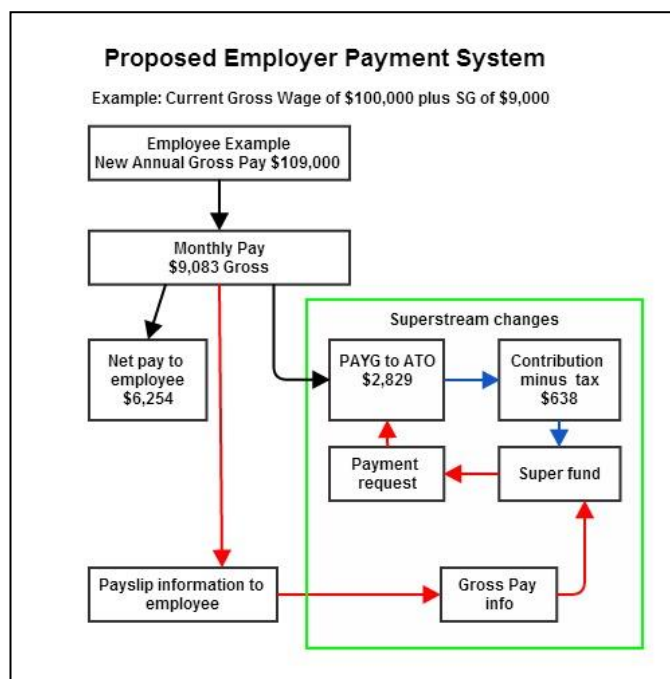 Proposed Employer Payment System
Example: Current Gross Wage of $100,000 plus SG of $9,000
Employee Example
New Annual Gross Pay $109,000
Monthly Pay
$9,083 Gross
Superstream changes
Net pay to
employee
$6,254
PAYG to ATO
$2,829
Contribution
minus tax
$638
Payment
request
Super fund
Payslip information to
employee
Gross Pay
info